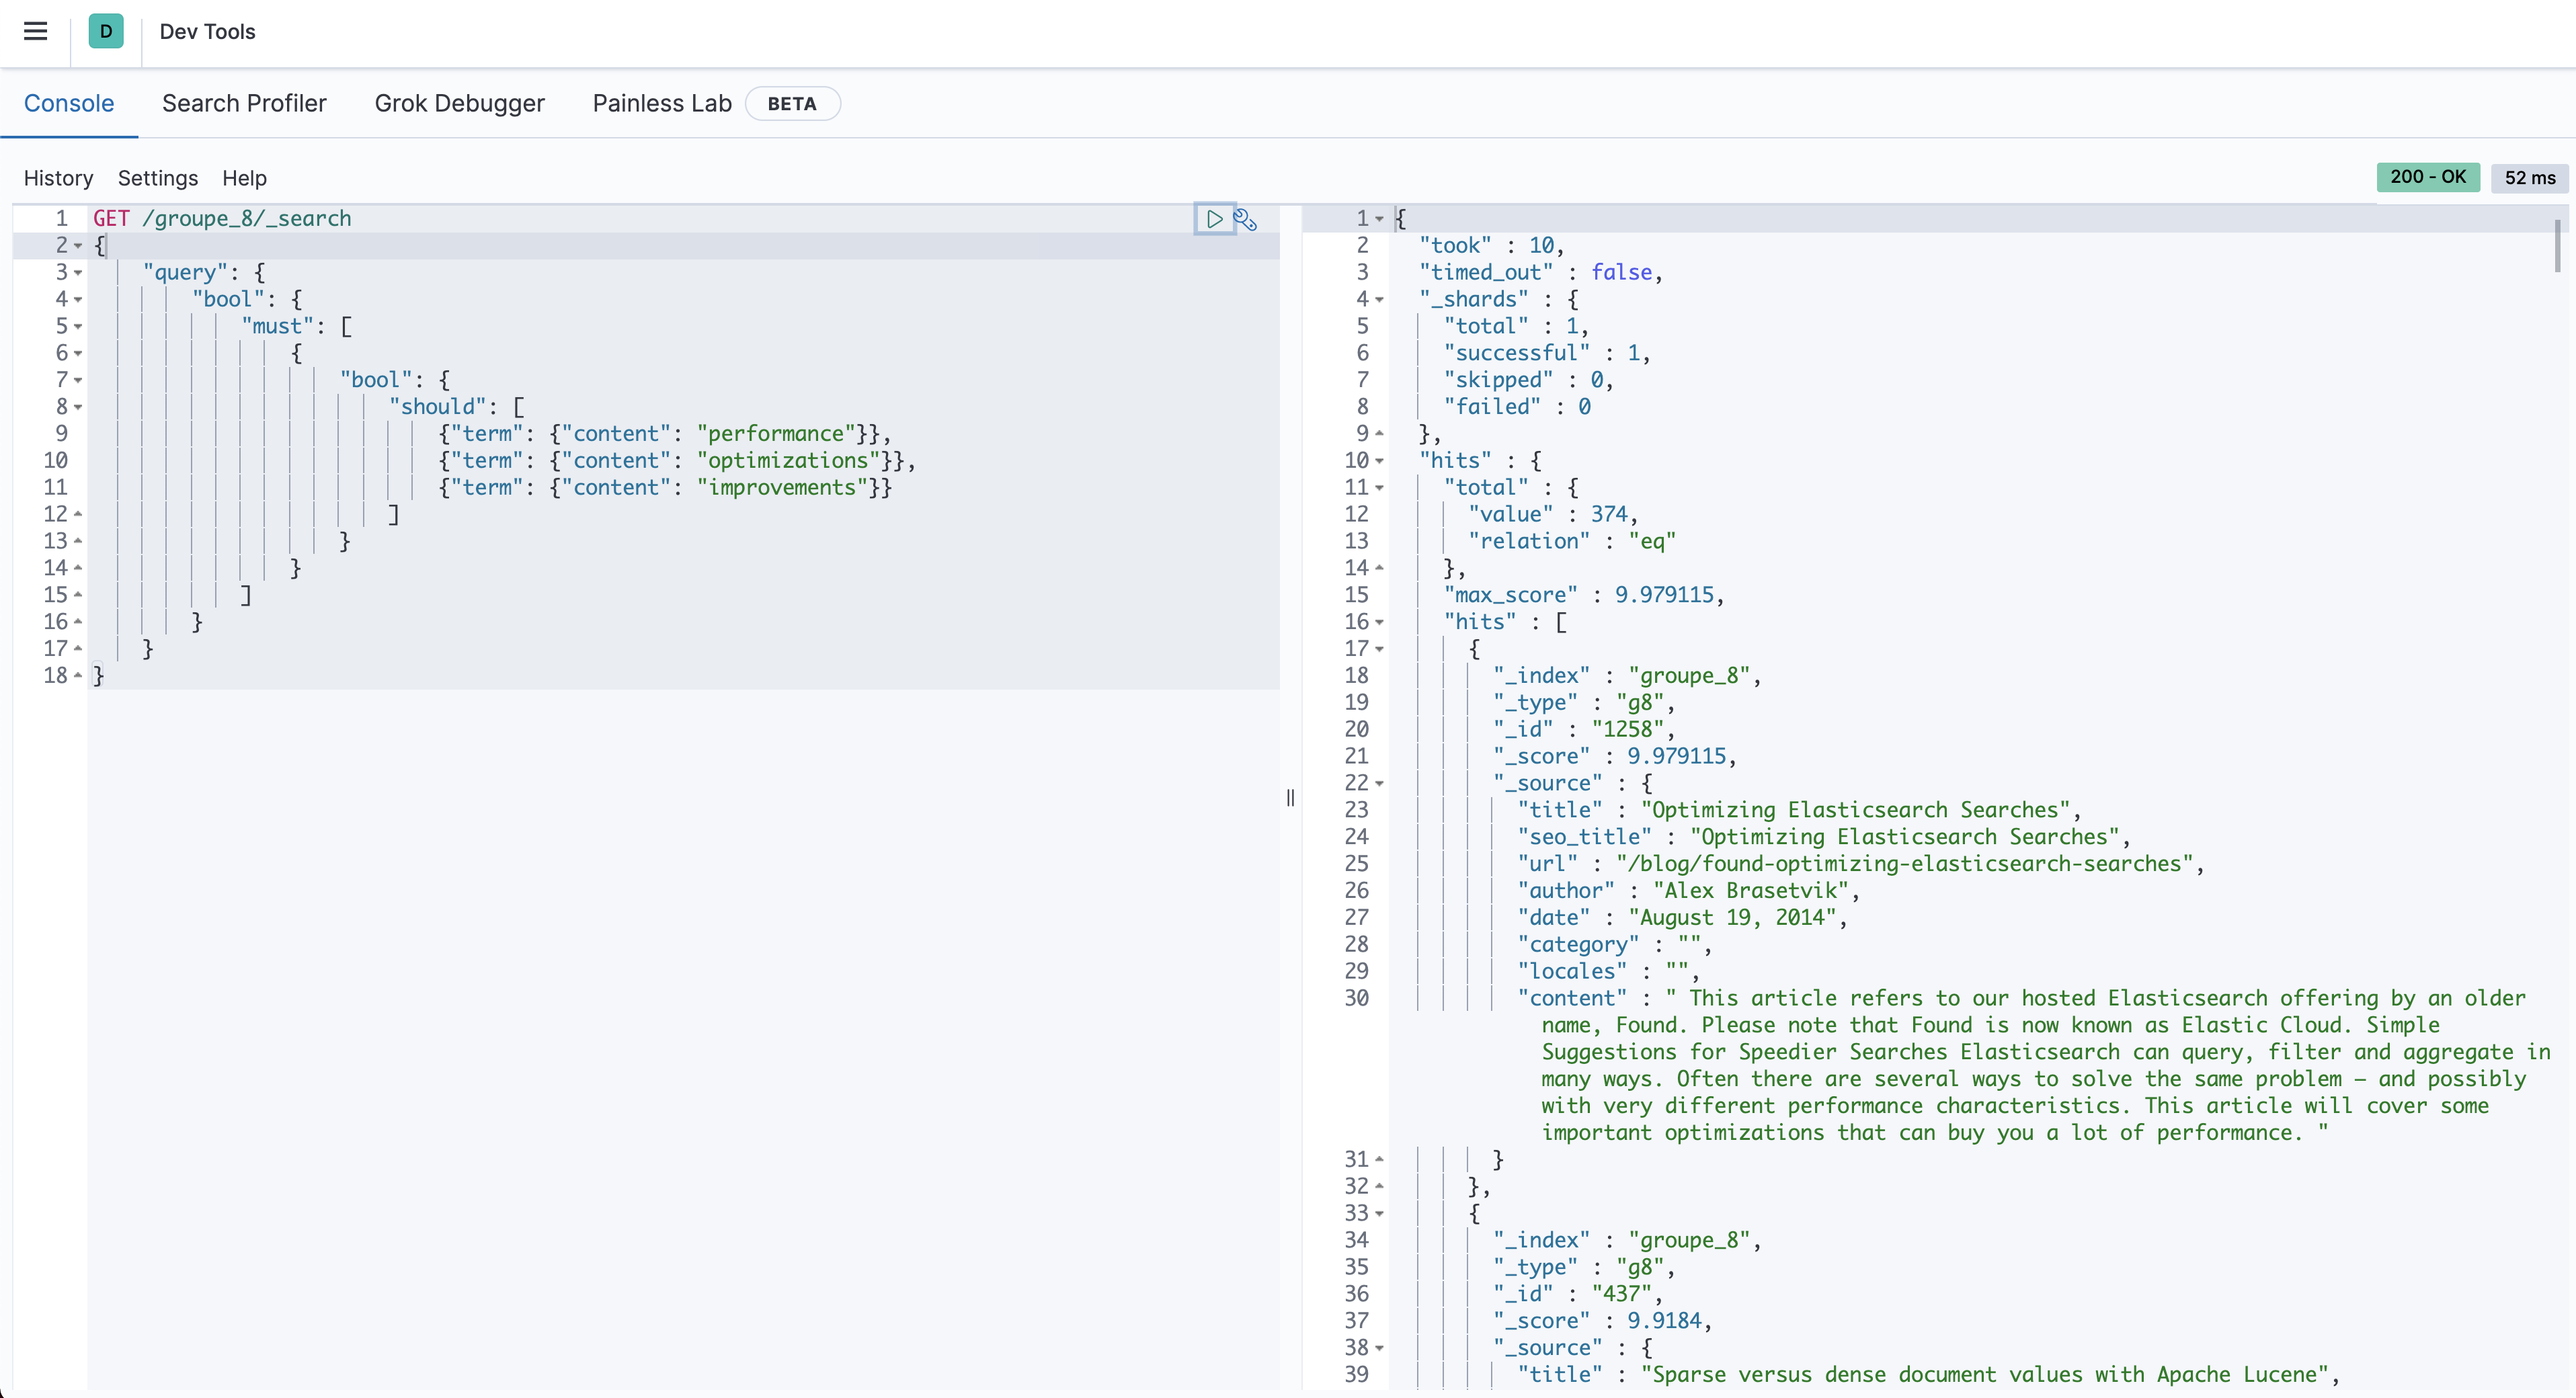 D Dev Tools
Console Search Profiler Grok Debugger Painless Lab BETA
History Settings Help 200 - OK 52 ms
1 GET /groupe_8/_search
2 {
3 "query": {
4 "bool": {
5 "must": [
6 {
7 "bool": {
8 "should": [
9 {"term": {"content": "performance"}},
10 {"term": {"content": "optimizations"}},
11 {"term": {"content": "improvements"}}
12 ]
13 }
14 }
15 ]
16 }
17 }
18 }
1 {
2 "took" : 10,
3 "timed_out" : false,
4 "_shards" : {
5 "total" : 1,
6 "successful" : 1,
7 "skipped" : 0,
8 "failed" : 0
9 },
10 "hits" : {
11 "total" : {
12 "value" : 374,
13 "relation" : "eq"
14 },
15 "max_score" : 9.979115,
16 "hits" : [
17 {
18 "_index" : "groupe_8",
19 "_type" : "g8",
20 "_id" : "1258",
21 "_score" : 9.979115,
22 "_source" : {
23 "title" : "Optimizing Elasticsearch Searches",
24 "seo_title" : "Optimizing Elasticsearch Searches",
25 "url" : "/blog/found-optimizing-elasticsearch-searches",
26 "author" : "Alex Brasetvik",
27 "date" : "August 19, 2014",
28 "category" : "",
29 "locales" : "",
30 "content" : " This article refers to our hosted Elasticsearch offering by an older
name, Found. Please note that Found is now known as Elastic Cloud. Simple
Suggestions for Speedier Searches Elasticsearch can query, filter and aggregate in
many ways. Often there are several ways to solve the same problem – and possibly
with very different performance characteristics. This article will cover some
important optimizations that can buy you a lot of performance. "
31 }
32 },
33 {
34 "_index" : "groupe_8",
35 "_type" : "g8",
36 "_id" : "437",
37 "_score" : 9.9184,
38 "_source" : {
39 "title" : "Sparse versus dense document values with Apache Lucene",